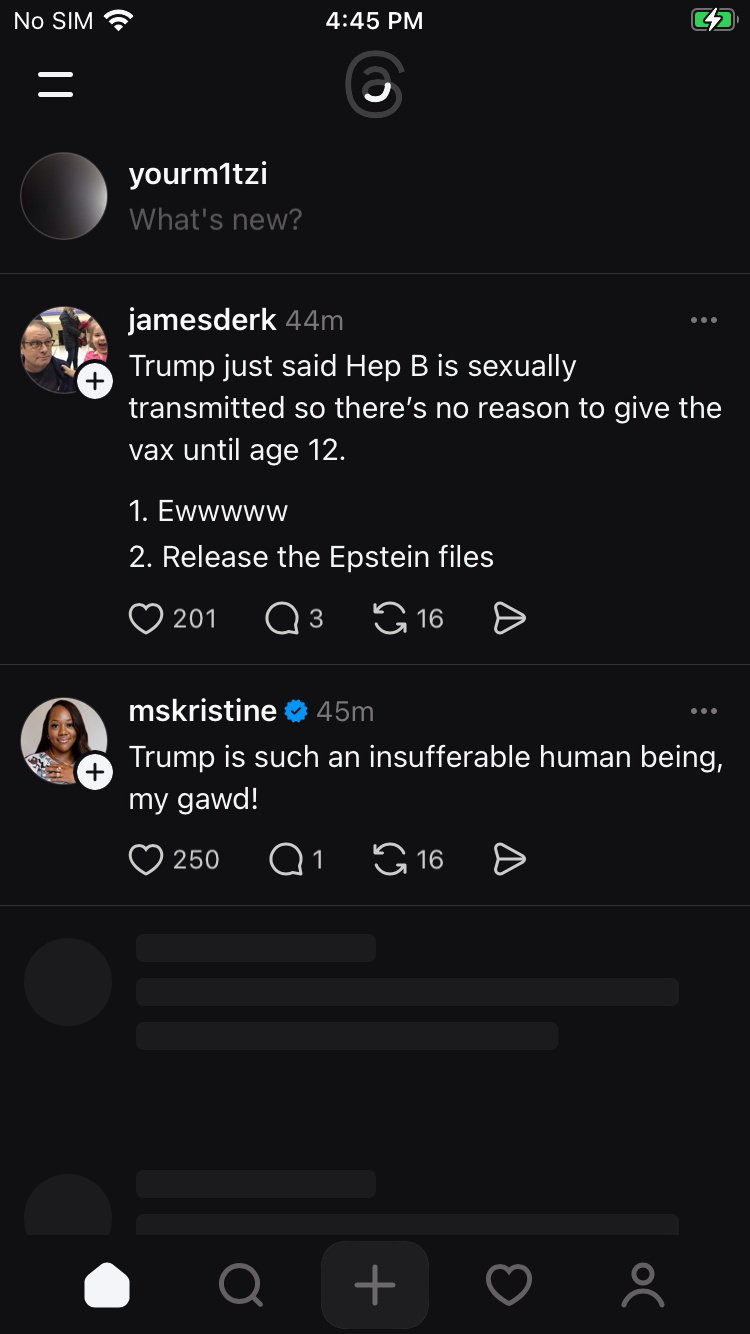 No SIM 4:45 PM
yourm1tzi
What's new?
jamesderk 44m
Trump just said Hep B is sexually
transmitted so there’s no reason to give the
vax until age 12.
1. Ewwwww
2. Release the Epstein files
201 3 16
mskristine 45m
Trump is such an insufferable human being,
my gawd!
250 1 16